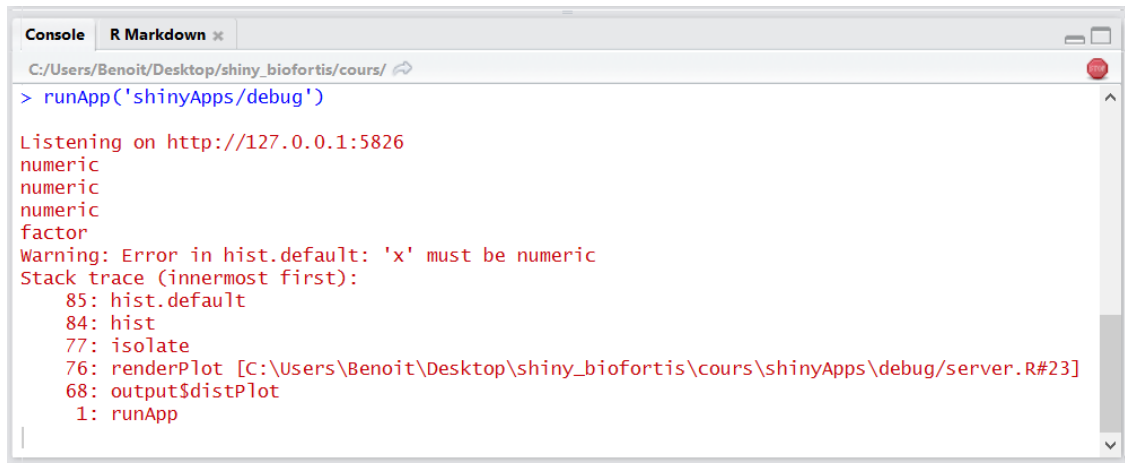 Console R Markdown
C:/Users/Benoit/Desktop/shiny_biofortis/cours/
STOP
> runApp('shinyApps/debug')
Listening on http://127.0.0.1:5826
numeric
numeric
numeric
factor
Warning: Error in hist.default: 'x' must be numeric
Stack trace (innermost first):
    85: hist.default
    84: hist
    77: isolate
    76: renderPlot [C:\Users\Benoit\Desktop\shiny_biofortis\cours\shinyApps\debug/server.R#23]
    68: output$distPlot
     1: runApp